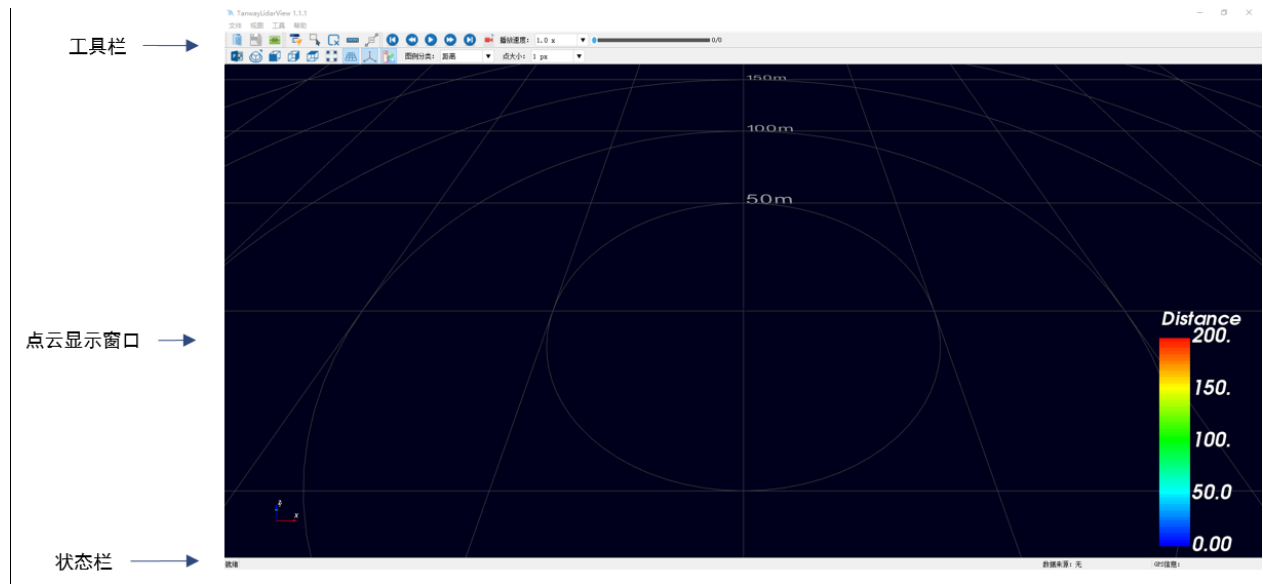 TanwayLidarView 1.1.1
文件 视图 工具 帮助
工具栏
播放速度: 1.0 x 0/0
图例分类: 距离 点大小: 1 px
150m
100m
50m
点云显示窗口
Distance
200.
150.
100.
50.0
0.00
x
状态栏
就绪 数据来源: 无 GPS信息: